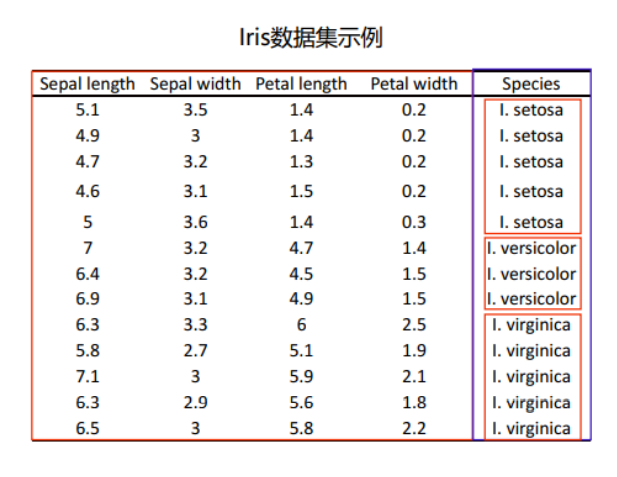 Iris数据集示例
Sepal length Sepal width Petal length Petal width Species
5.1 3.5 1.4 0.2 I. setosa
4.9 3 1.4 0.2 I. setosa
4.7 3.2 1.3 0.2 I. setosa
4.6 3.1 1.5 0.2 I. setosa
5 3.6 1.4 0.3 I. setosa
7 3.2 4.7 1.4 I. versicolor
6.4 3.2 4.5 1.5 I. versicolor
6.9 3.1 4.9 1.5 I. versicolor
6.3 3.3 6 2.5 I. virginica
5.8 2.7 5.1 1.9 I. virginica
7.1 3 5.9 2.1 I. virginica
6.3 2.9 5.6 1.8 I. virginica
6.5 3 5.8 2.2 I. virginica